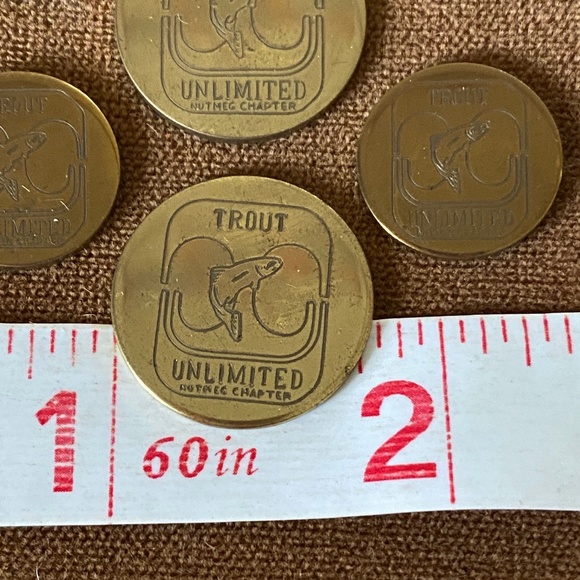 UNLIMITED
NUTMEG CHAPTER
TROUT
UNLIMITED
TROUT
UNLIMITED
TROUT
UNLIMITED
NUTMEG CHAPTER
1
60in
2